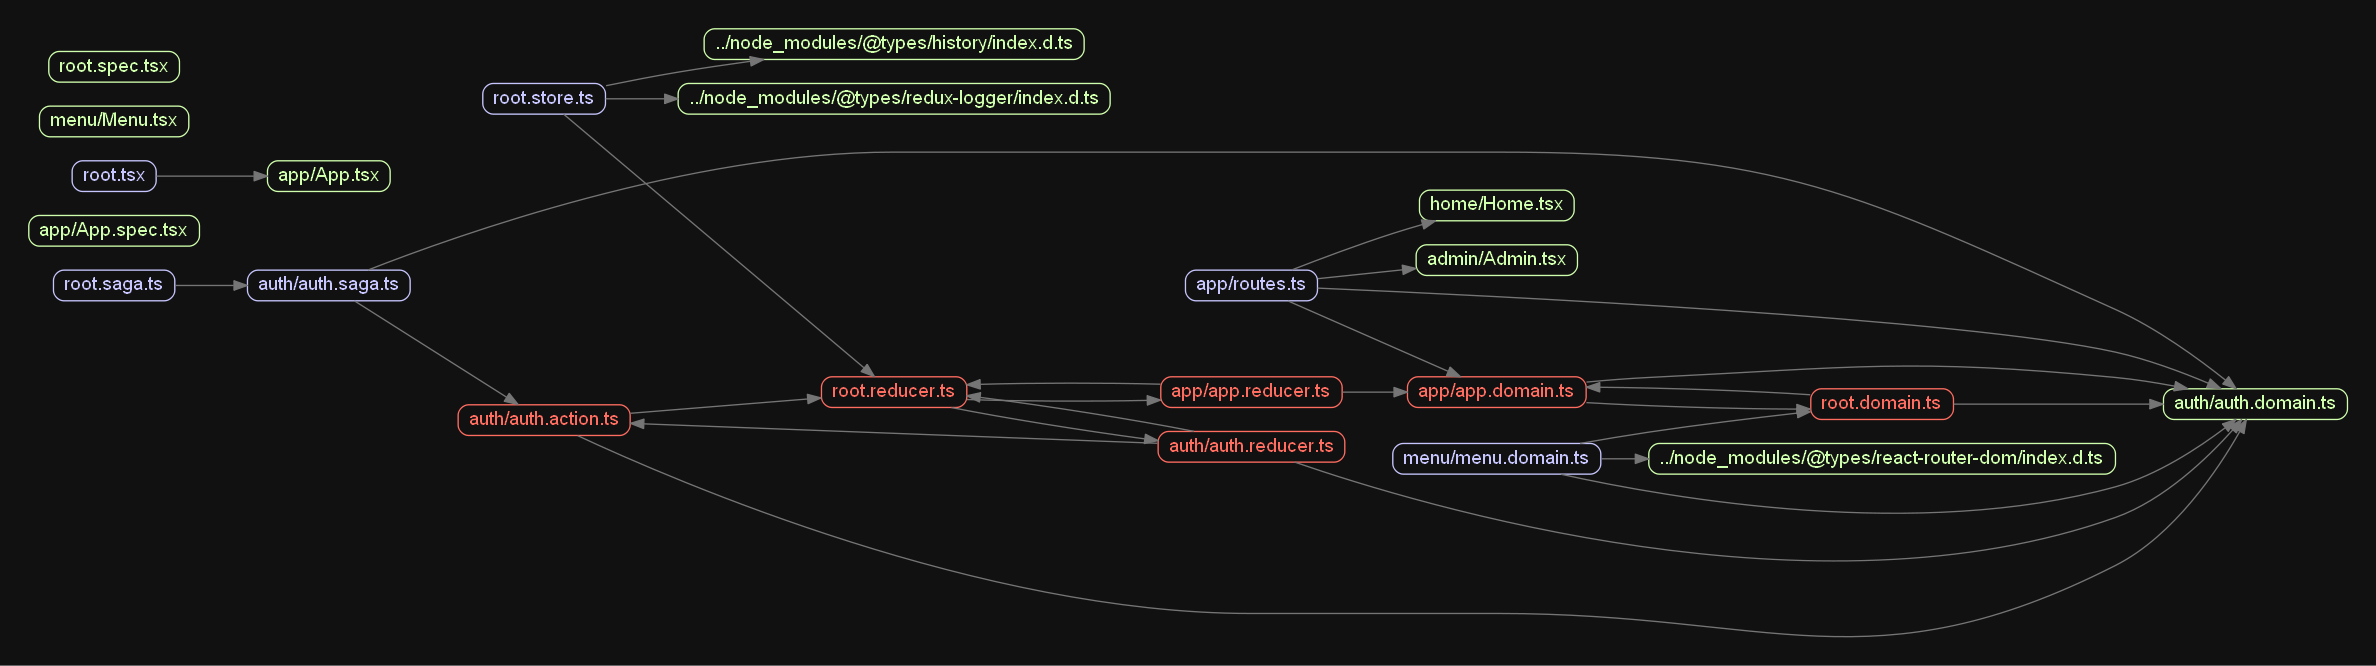 ../node_modules/@types/history/index.d.ts
root.spec.tsx
root.store.ts
../node_modules/@types/redux-logger/index.d.ts
menu/Menu.tsx
root.tsx
app/App.tsx
home/Home.tsx
app/App.spec.tsx
admin/Admin.tsx
root.saga.ts
auth/auth.saga.ts
app/routes.ts
root.reducer.ts
app/app.reducer.ts
app/app.domain.ts
root.domain.ts
auth/auth.domain.ts
auth/auth.action.ts
auth/auth.reducer.ts
menu/menu.domain.ts
../node_modules/@types/react-router-dom/index.d.ts